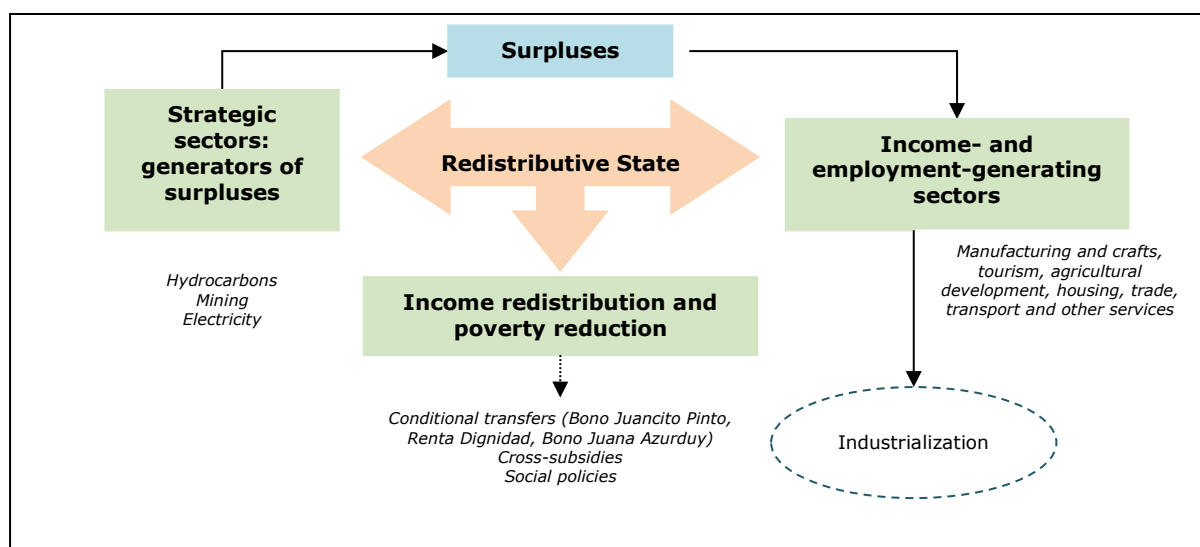 Surpluses
Strategic
sectors:
generators of
surpluses
Redistributive State
Income- and
employment-generating
sectors
Hydrocarbons
Mining
Electricity
Manufacturing and crafts,
tourism, agricultural
development, housing, trade,
transport and other services
Income redistribution and
poverty reduction
Conditional transfers (Bono Juancito Pinto,
Renta Dignidad, Bono Juana Azurduy)
Cross-subsidies
Social policies
Industrialization